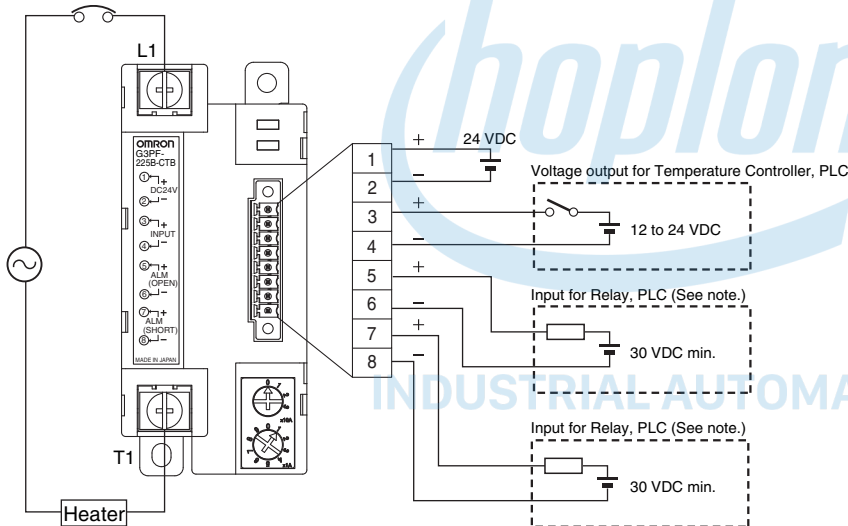 L1
OMRON
G3PF-
225B-CTB
1 +
DC24V
2 −
3 +
INPUT
4 −
5 +
ALM
(OPEN)
6 −
7 +
ALM
(SHORT)
8 −
MADE IN JAPAN
x10A
x1A
T1
Heater
1
2
3
4
5
6
7
8
+ 24 VDC
−
Voltage output for Temperature Controller, PLC
+
− 12 to 24 VDC
Input for Relay, PLC (See note.)
+
− 30 VDC min.
Input for Relay, PLC (See note.)
+
− 30 VDC min.
hoplon
INDUSTRIAL AUTOMA